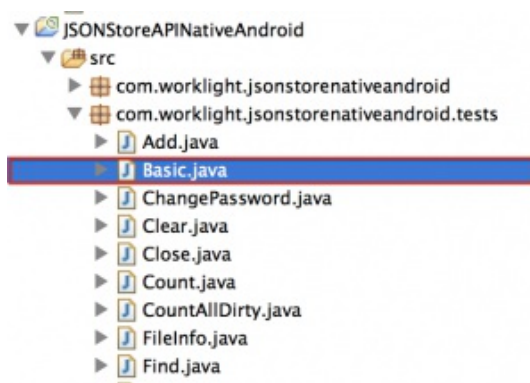 JSONStoreAPINativeAndroid
src
com.worklight.jsonstorenativeandroid
com.worklight.jsonstorenativeandroid.tests
Add.java
Basic.java
ChangePassword.java
Clear.java
Close.java
Count.java
CountAllDirty.java
FileInfo.java
Find.java